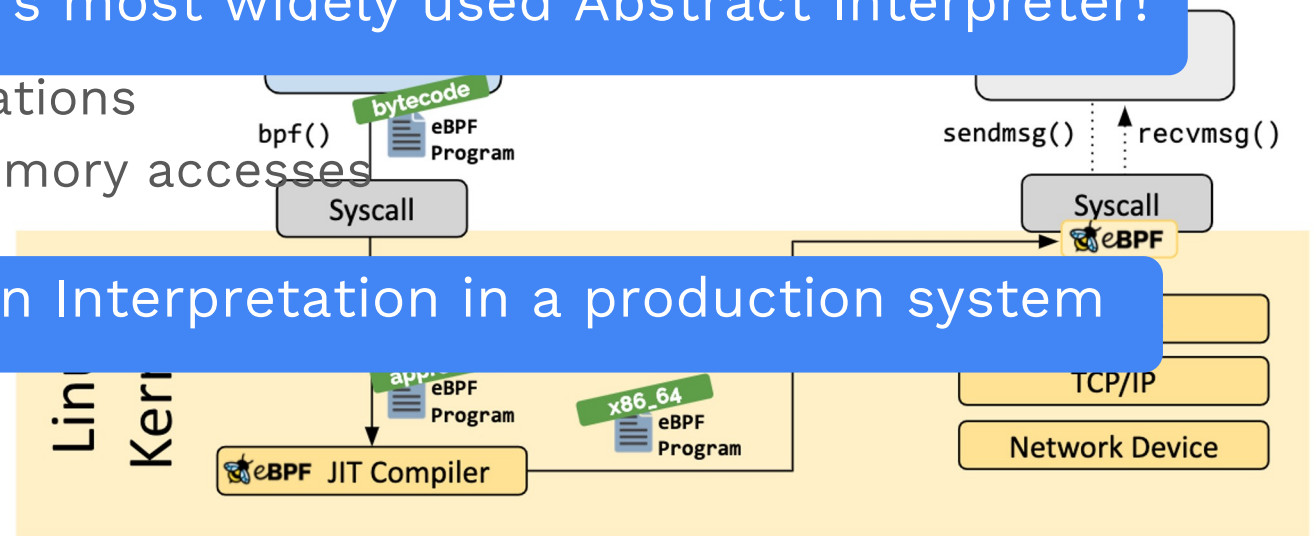 's most widely used Abstract Interpreter!
ations
bytecode
bpf()
eBPF
Program
sendmsg()
recvmsg()
mory accesses
Syscall
Syscall
eBPF
n Interpretation in a production system
eBPF
Program
x86_64
eBPF
Program
TCP/IP
Network Device
eBPF JIT Compiler